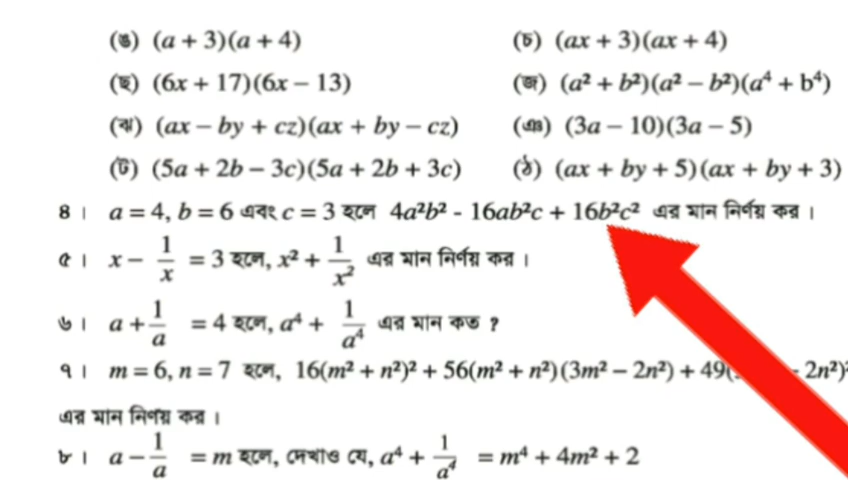 (ঙ) (a + 3)(a + 4) (চ) (ax + 3)(ax + 4)
(ছ) (6x + 17)(6x – 13) (জ) (a² + b²)(a² – b²)(a⁴ + b⁴)
(ঝ) (ax – by + cz)(ax + by – cz) (ঞ) (3a – 10)(3a – 5)
(ট) (5a + 2b – 3c)(5a + 2b + 3c) (ঠ) (ax + by + 5)(ax + by + 3)
৪। a = 4, b = 6 এবং c = 3 হলে 4a²b² - 16ab²c + 16b²c² এর মান নির্ণয় কর।
৫। x – 1/x = 3 হলে, x² + 1/x² এর মান নির্ণয় কর।
৬। a + 1/a = 4 হলে, a⁴ + 1/a⁴ এর মান কত ?
৭। m = 6, n = 7 হলে, 16(m² + n²)² + 56(m² + n²)(3m² – 2n²) + 49( - 2n²)²
এর মান নির্ণয় কর।
৮। a – 1/a = m হলে, দেখাও যে, a⁴ + 1/a⁴ = m⁴ + 4m² + 2